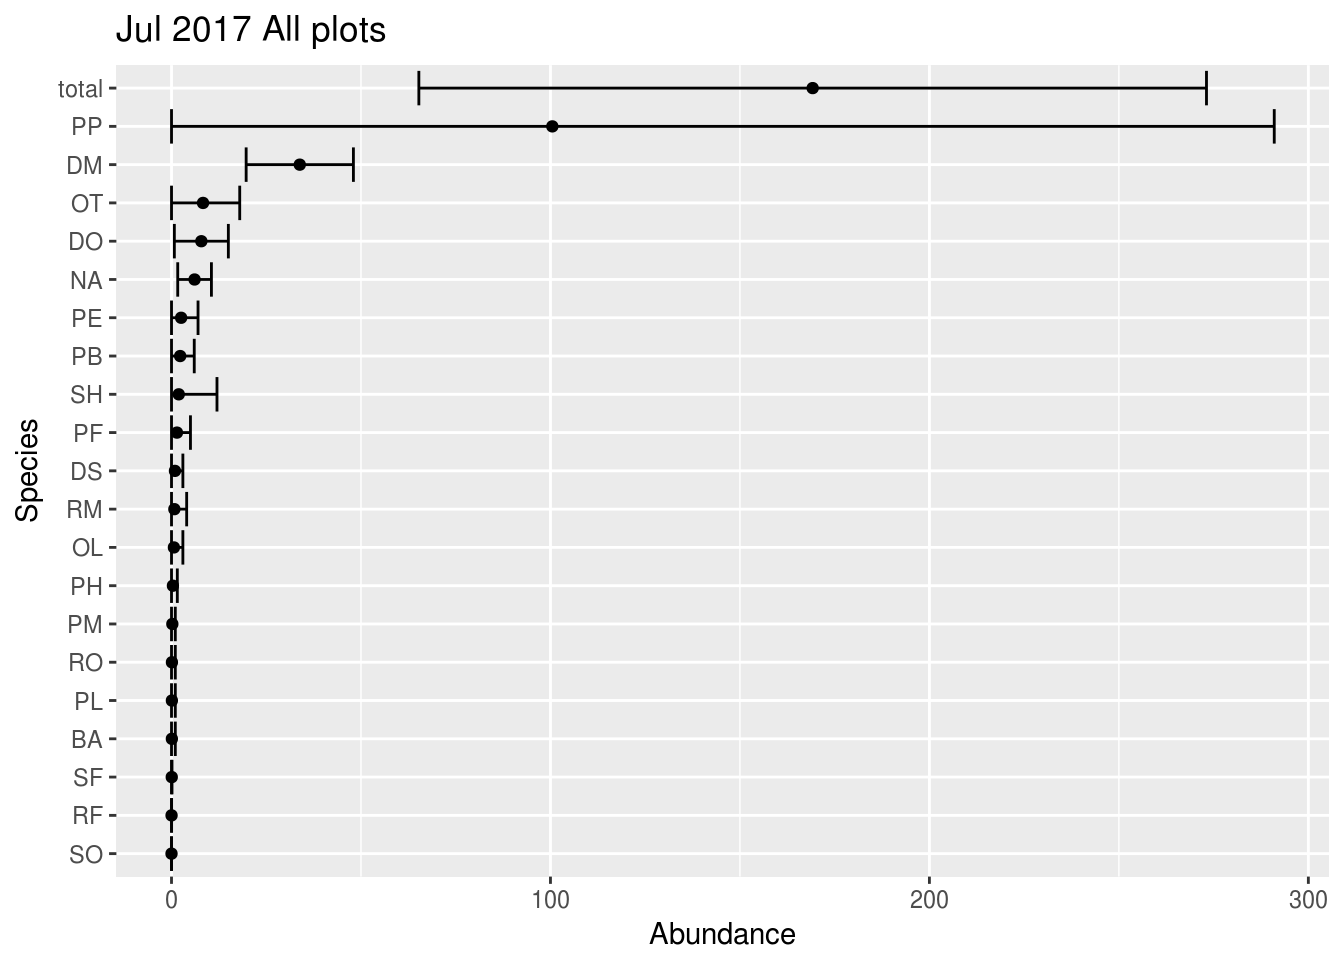 Jul 2017 All plots
total
PP
DM
OT
DO
NA
PE
PB
SH
PF
DS
RM
OL
PH
PM
RO
PL
BA
SF
RF
SO
Species
0 100 200 300
Abundance